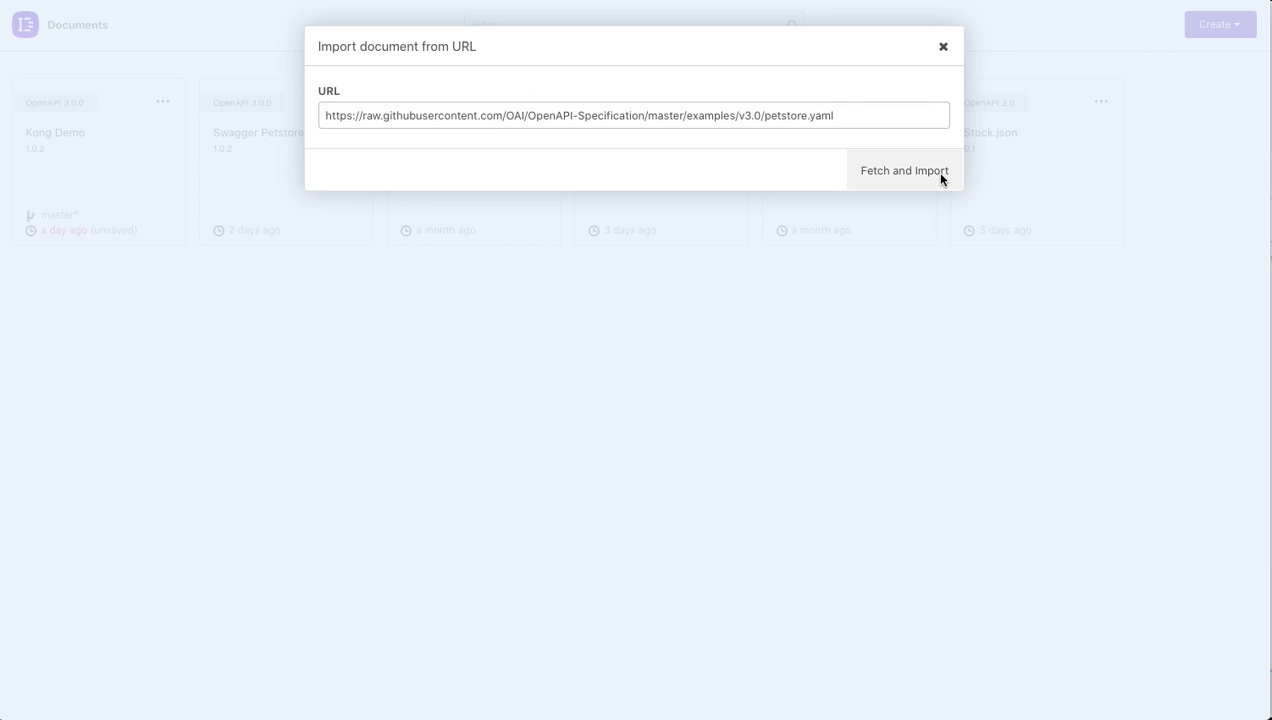 Documents
Filter
Create
Import document from URL
URL
https://raw.githubusercontent.com/OAI/OpenAPI-Specification/master/examples/v3.0/petstore.yaml
Fetch and Import
OpenAPI 3.0.0
Kong Demo
1.0.2
master*
a day ago (unsaved)
OpenAPI 3.0.0
Swagger Petstore
1.0.2
2 days ago
a month ago
3 days ago
a month ago
OpenAPI 2.0
Stock.json
0.1
3 days ago